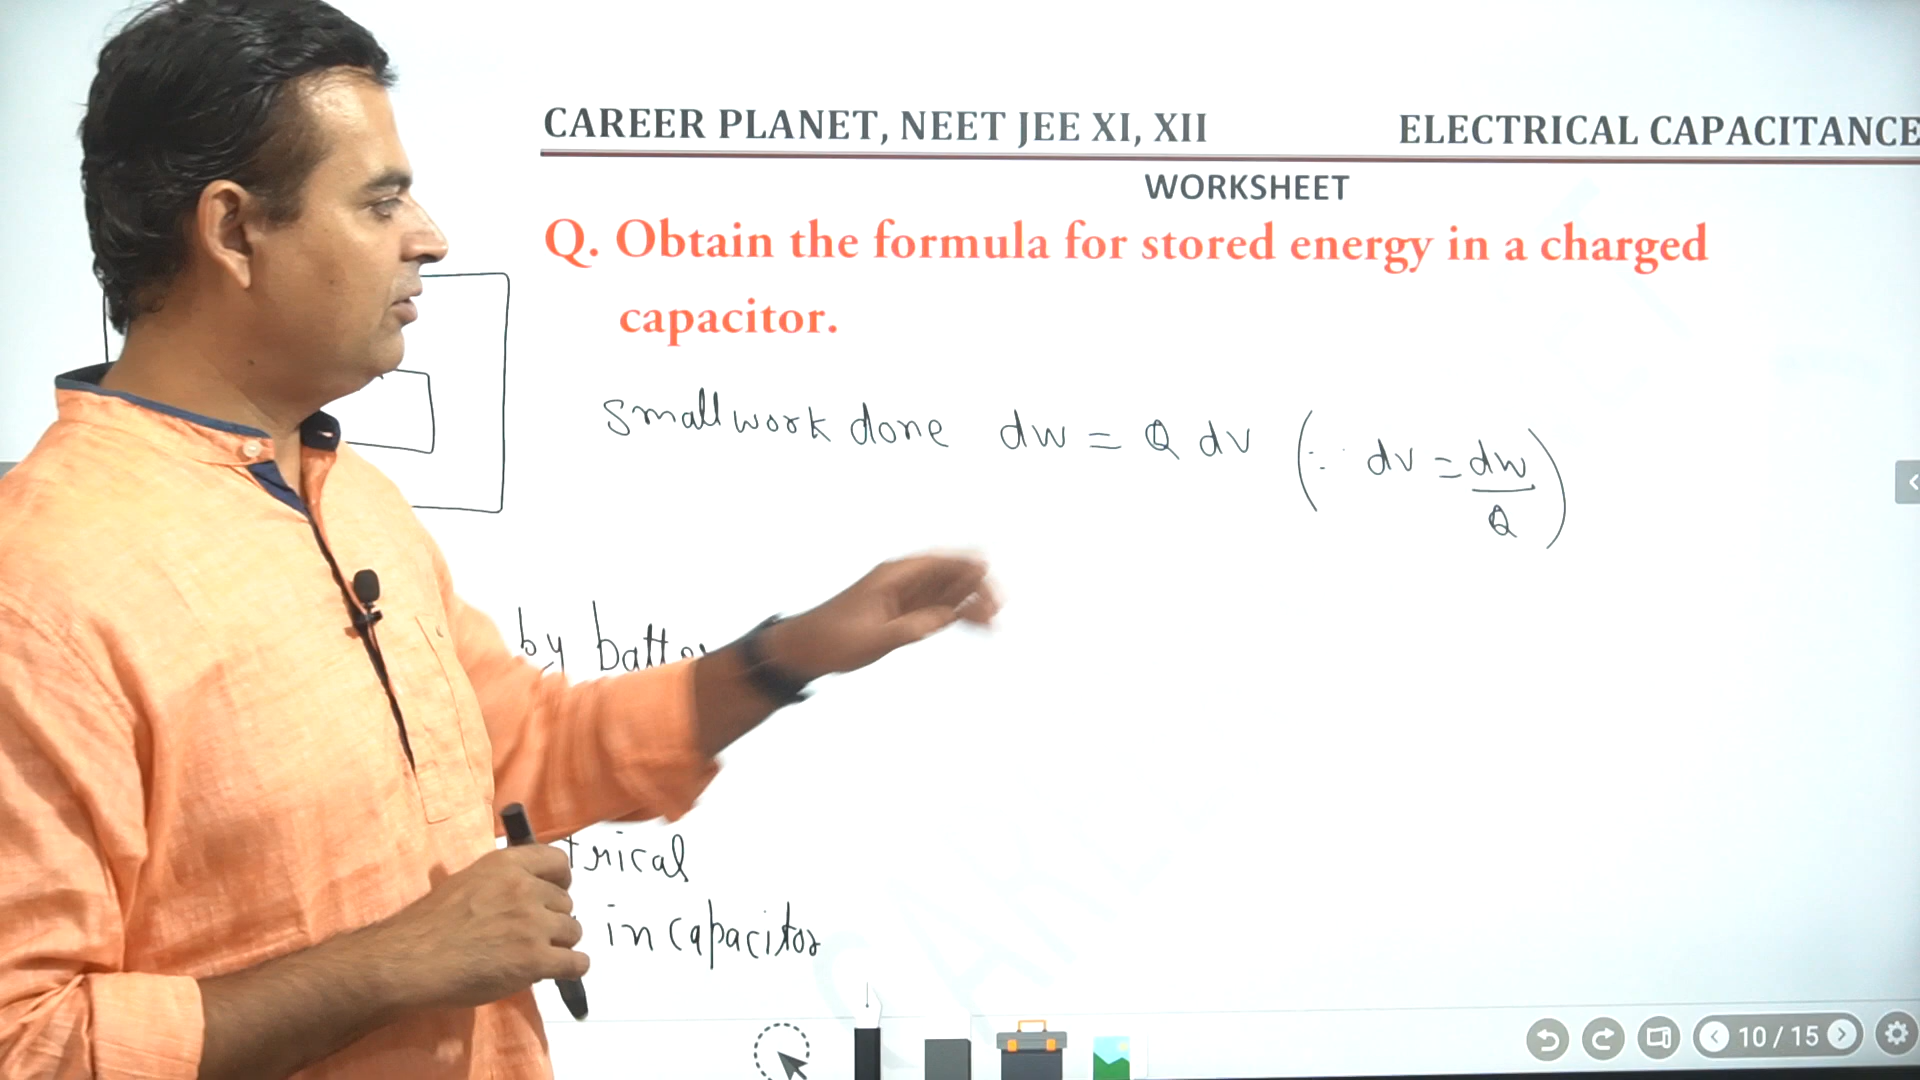 CAREER PLANET, NEET JEE XI, XII ELECTRICAL CAPACITANCE
WORKSHEET
Q. Obtain the formula for stored energy in a charged
capacitor.
Small work done dw = Q dv (∵ dv = dw/Q)
by batte
trical
in capacitor
10 / 15